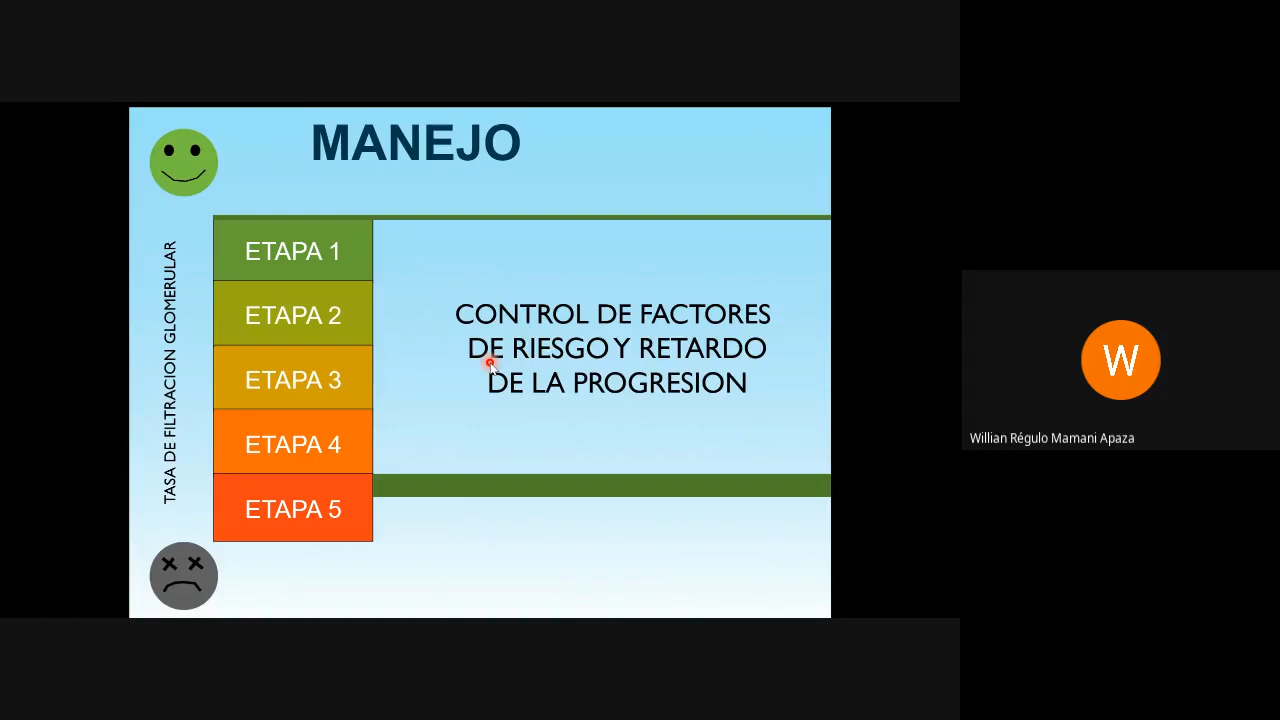 MANEJO
TASA DE FILTRACION GLOMERULAR
ETAPA 1
ETAPA 2
ETAPA 3
ETAPA 4
ETAPA 5
CONTROL DE FACTORES
DE RIESGO Y RETARDO
DE LA PROGRESION
W
Willian Régulo Mamani Apaza